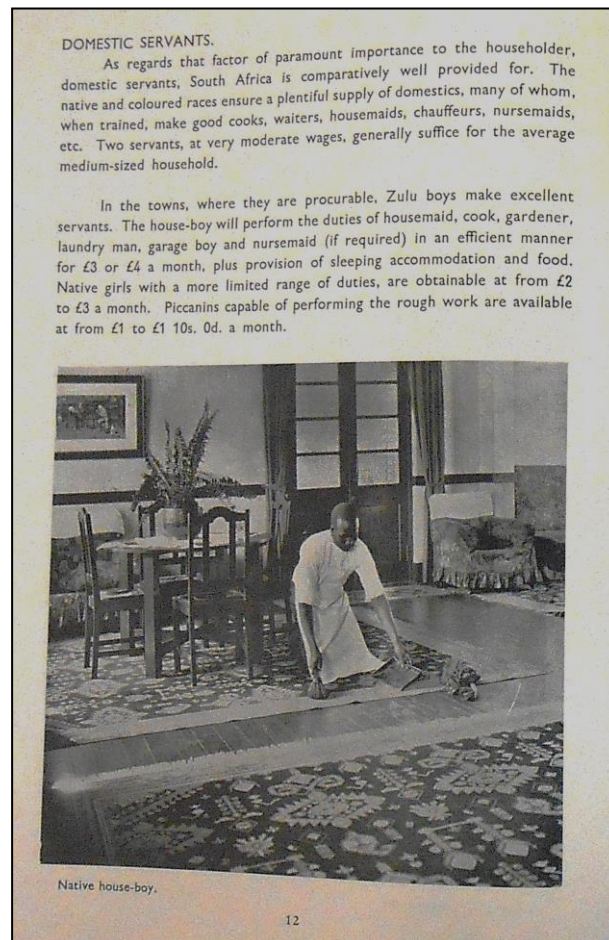 DOMESTIC SERVANTS.
As regards that factor of paramount importance to the householder,
domestic servants, South Africa is comparatively well provided for. The
native and coloured races ensure a plentiful supply of domestics, many of whom,
when trained, make good cooks, waiters, housemaids, chauffeurs, nursemaids,
etc. Two servants, at very moderate wages, generally suffice for the average
medium-sized household.
In the towns, where they are procurable, Zulu boys make excellent
servants. The house-boy will perform the duties of housemaid, cook, gardener,
laundry man, garage boy and nursemaid (if required) in an efficient manner
for £3 or £4 a month, plus provision of sleeping accommodation and food.
Native girls with a more limited range of duties, are obtainable at from £2
to £3 a month. Piccanins capable of performing the rough work are available
at from £1 to £1 10s. 0d. a month.
Native house-boy.
12